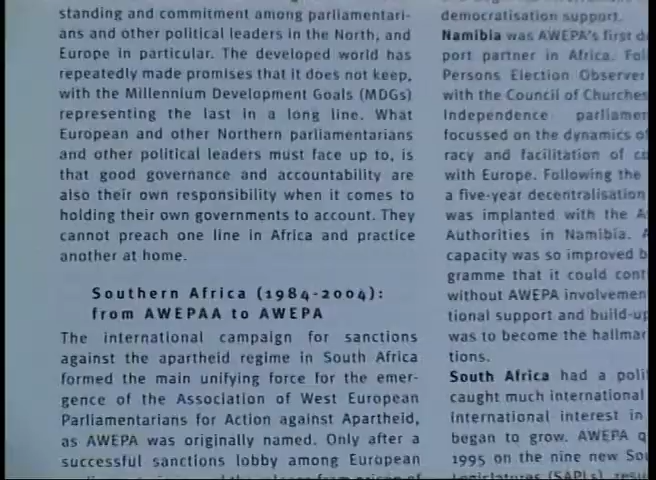 standing and commitment among parliamentari-
ans and other political leaders in the North, and
Europe in particular. The developed world has
repeatedly made promises that it does not keep,
with the Millennium Development Goals (MDGs)
representing the last in a long line. What
European and other Northern parliamentarians
and other political leaders must face up to, is
that good governance and accountability are
also their own responsibility when it comes to
holding their own governments to account. They
cannot preach one line in Africa and practice
another at home.
Southern Africa (1984-2004):
from AWEPAA to AWEPA
The international campaign for sanctions
against the apartheid regime in South Africa
formed the main unifying force for the emer-
gence of the Association of West European
Parliamentarians for Action against Apartheid,
as AWEPA was originally named. Only after a
successful sanctions lobby among European
democratisation support.
Namibia was AWEPA's first
port partner in Africa.
Persons Election Observer
with the Council of Churches
Independence
focussed on the dynamics of
racy and facilitation of
with Europe. Following the
a five-year decentralisation
was implanted with the
Authorities in Namibia.
capacity was so improved
gramme that it could
without AWEPA
tional support and build-up
was to become the
tions.
South Africa had a
caught much international
international interest in
began to grow. AWEPA
1995 on the nine new
Legislatures (SAPLs),